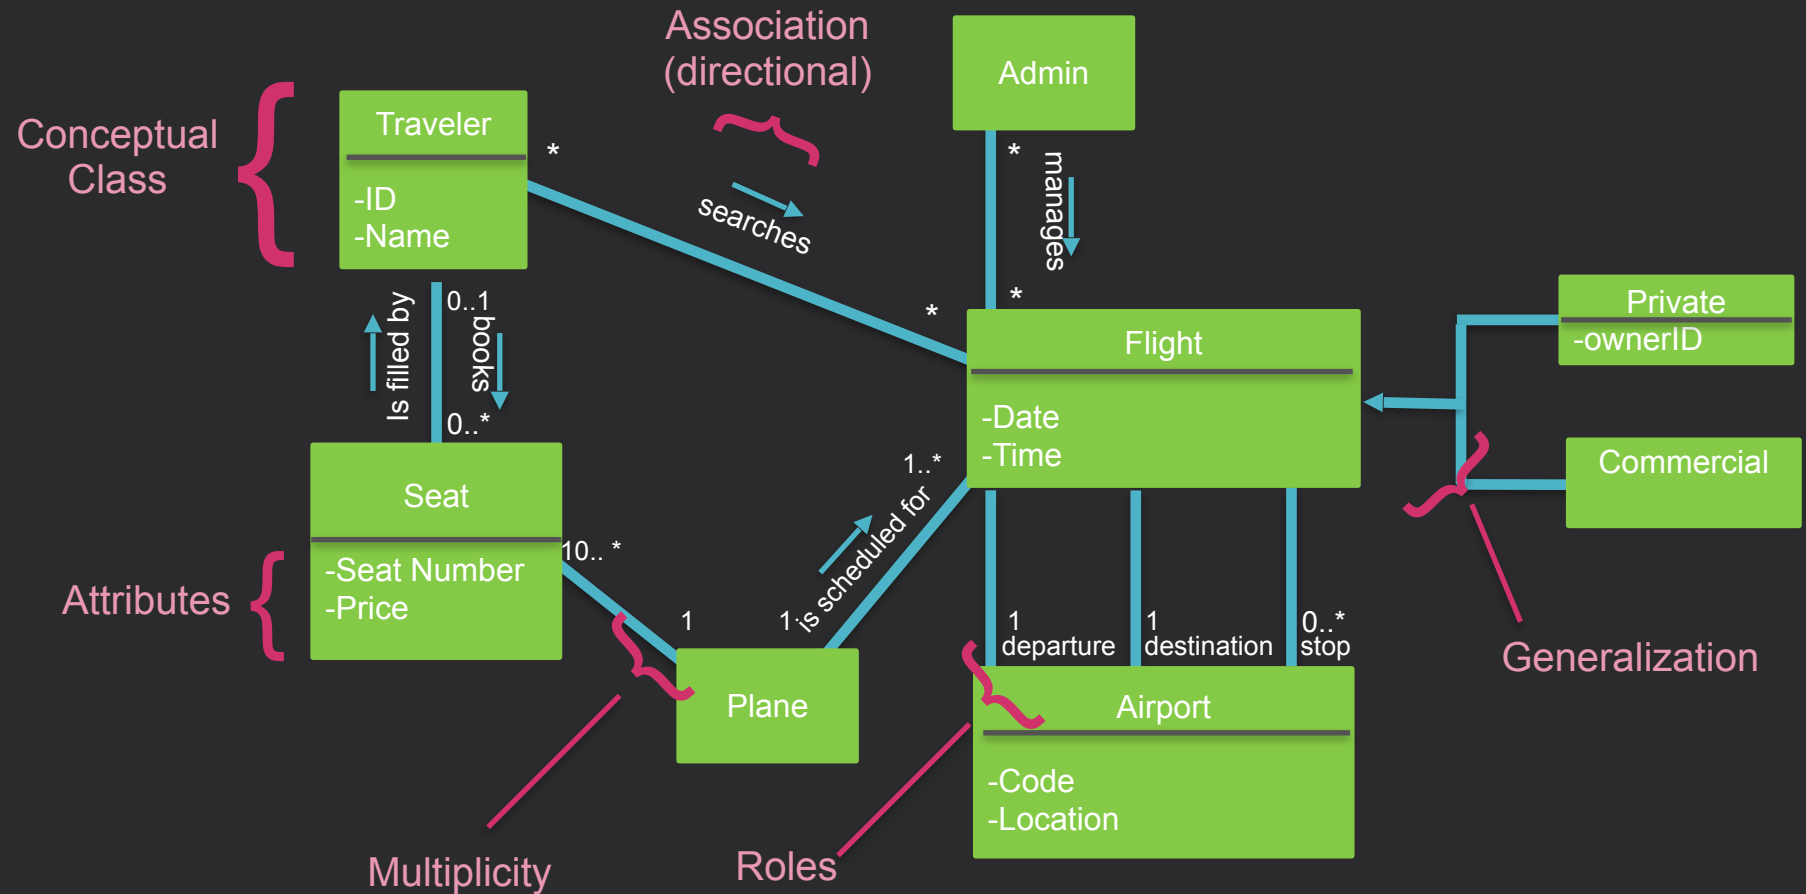 Association
(directional)
Admin
Conceptual
Class
Traveler
-ID
-Name
*
searches
*
*
manages
*
Private
-ownerID
Flight
-Date
-Time
Commercial
Generalization
0..1
Is filled by
books
0..*
Seat
-Seat Number
-Price
Attributes
10.. *
1
1
is scheduled for
1..*
Plane
1
departure
1
destination
0..*
stop
Airport
-Code
-Location
Multiplicity
Roles